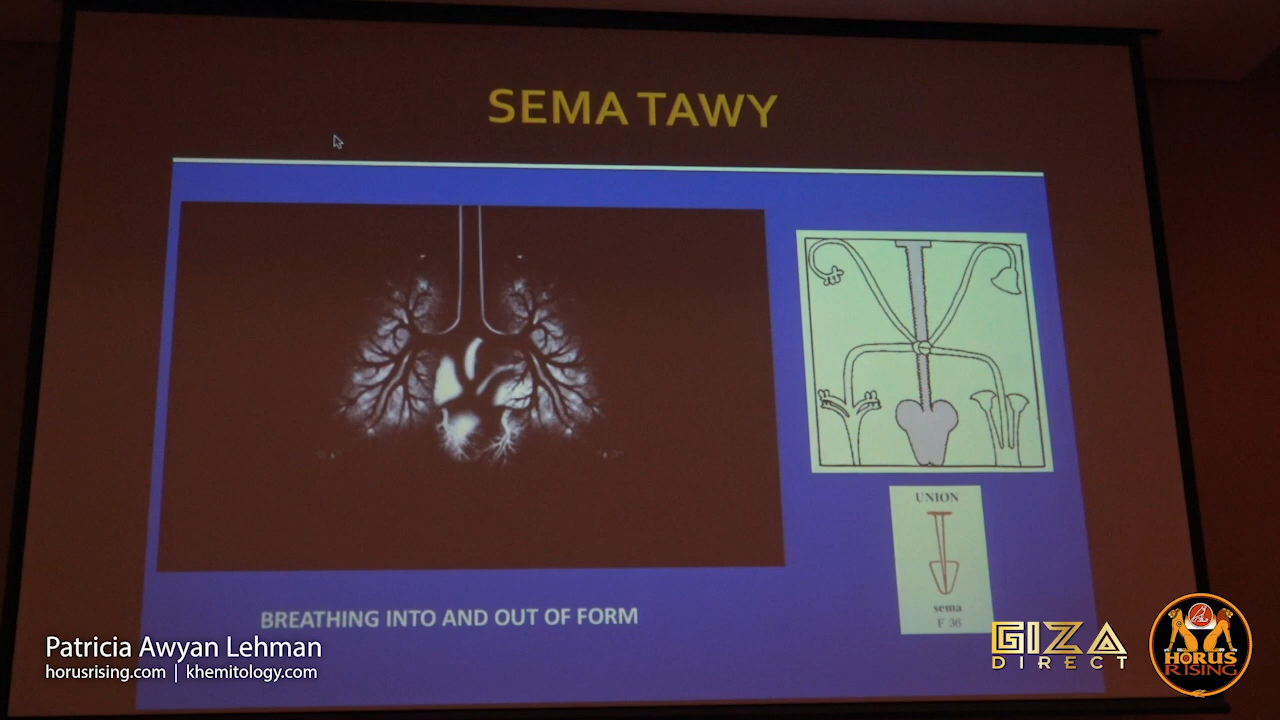 SEMA TAWY
UNION
sema
F 36
BREATHING INTO AND OUT OF FORM
Patricia Awyan Lehman
horusrising.com | khemitology.com
GIZA
DIRECT
HORUS
RISING